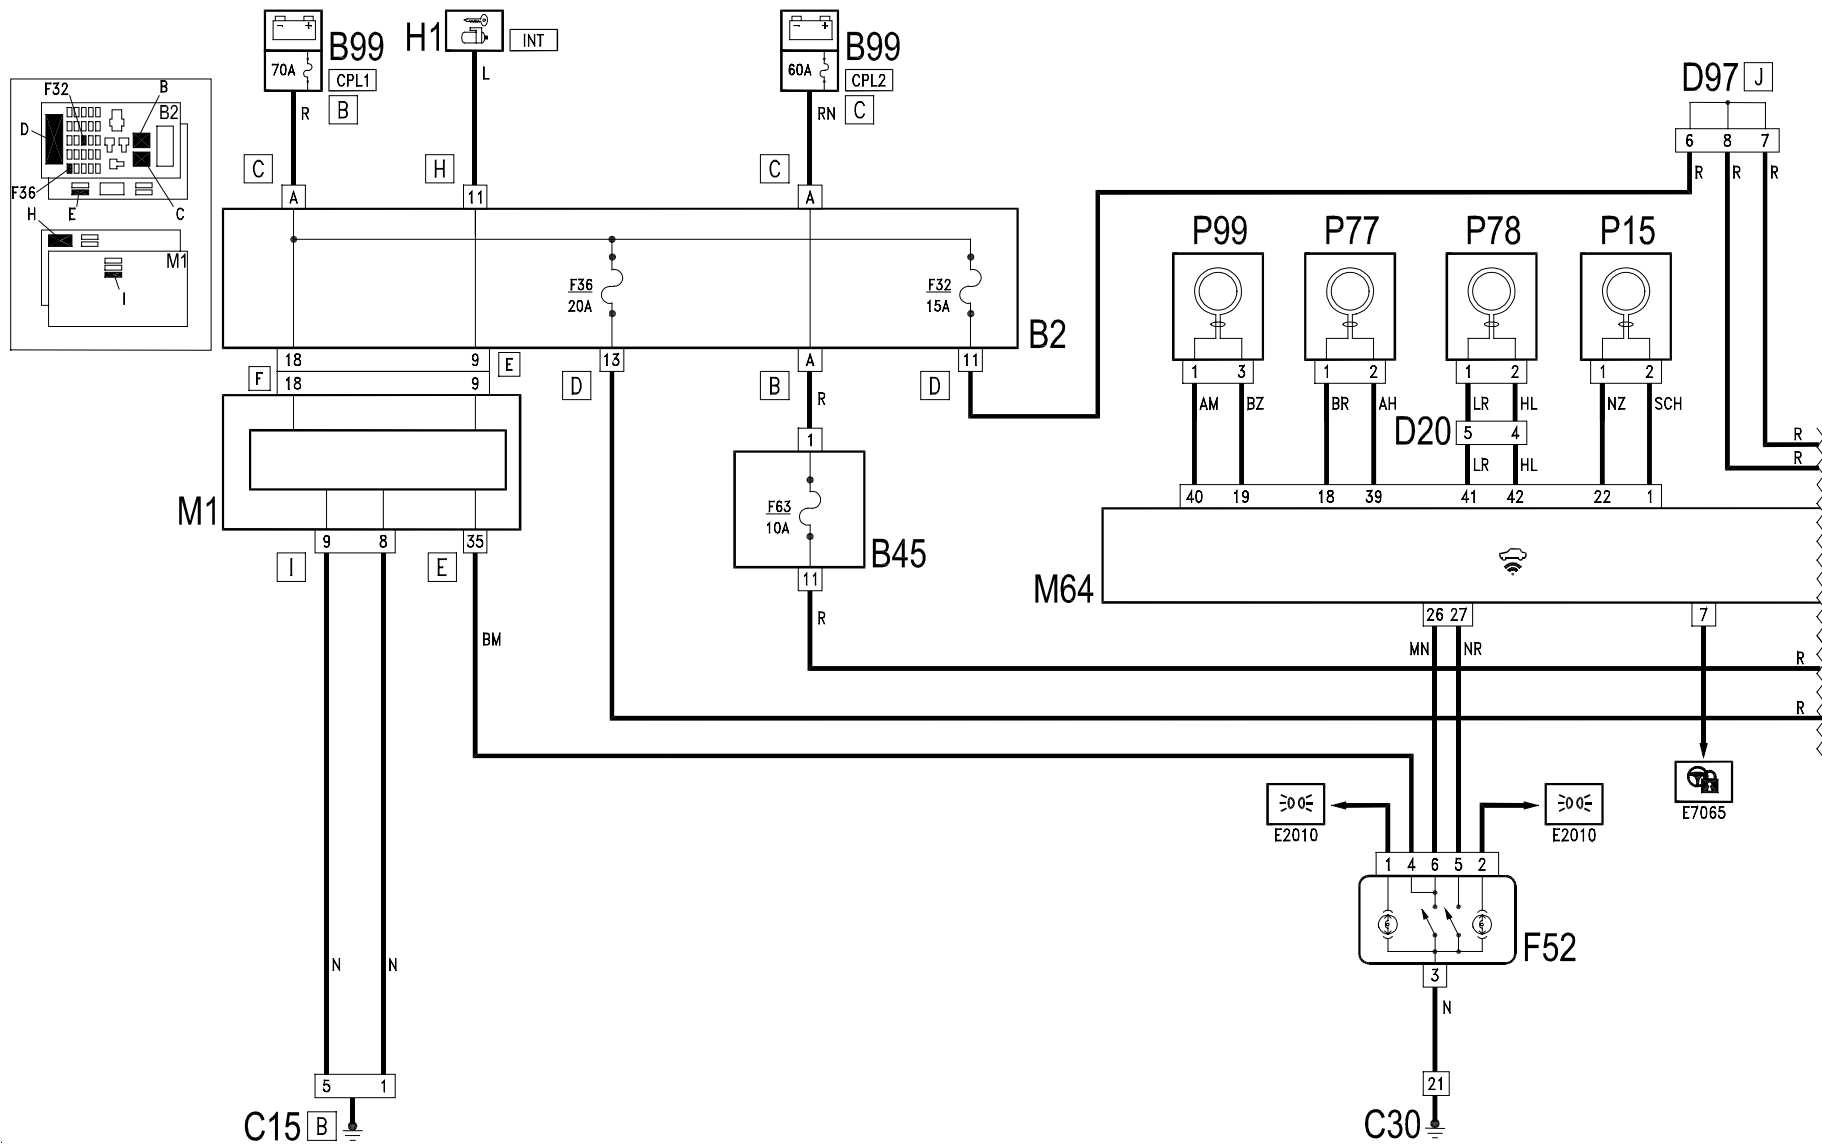 B99
70A
CPL1
R
B
H1
INT
L
B99
60A
CPL2
RN
C
D97
J
6 8 7
R R R
F32
B
B2
D
F36
E
C
H
M1
I
C
H
C
A
11
A
F36
20A
F32
15A
B2
18
9
E
13
A
11
F
18
9
D
B
D
R
P99
P77
P78
P15
1 3
1 2
1 2
1 2
AM BZ
BR AH
LR HL
NZ SCH
D20
5 4
LR HL
R
R
1
F63
10A
B45
11
R
M1
9 8
35
I
E
40 19
18 39
41 42
22 1
M64
26 27
7
BM
MN NR
R
R
E2010
E2010
E7065
1 4 6 5 2
F52
3
N
N
N
21
5 1
C15
B
C30